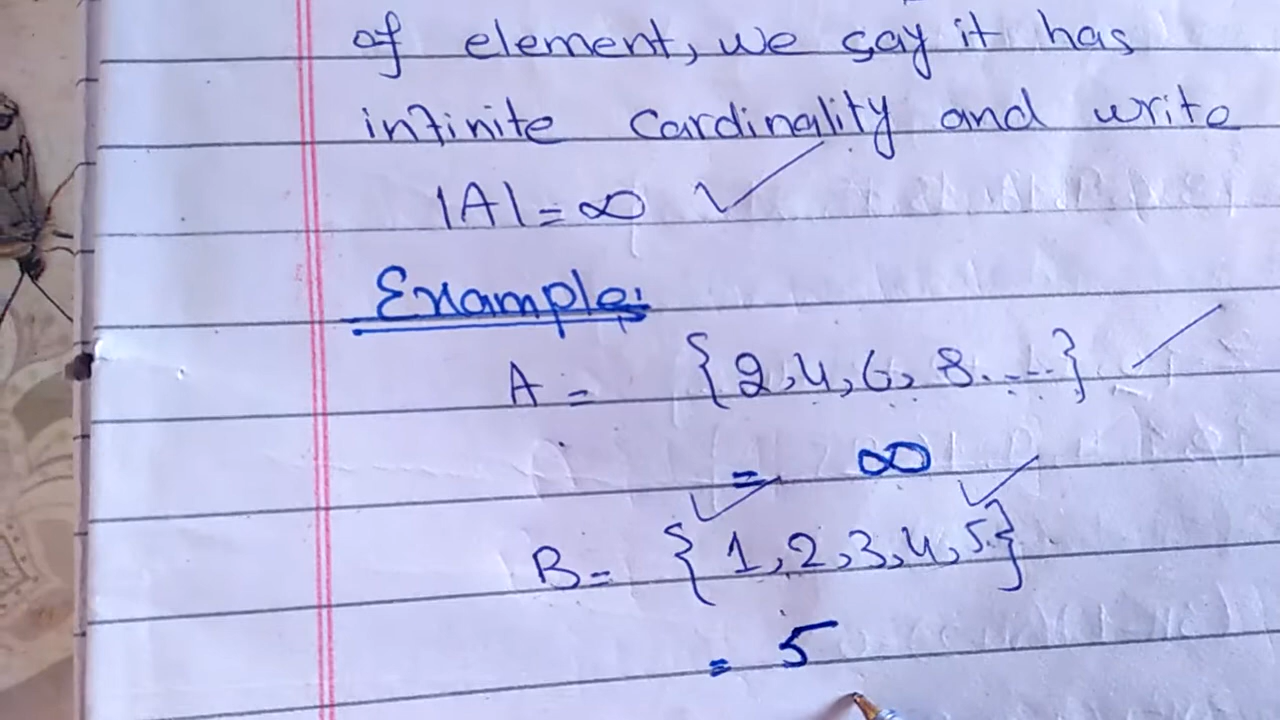 of element, we say it has
infinite cardinality and write
|A| = ∞
Example:
A = {2,4,6,8....}
= ∞
B = {1,2,3,4,5}
= 5